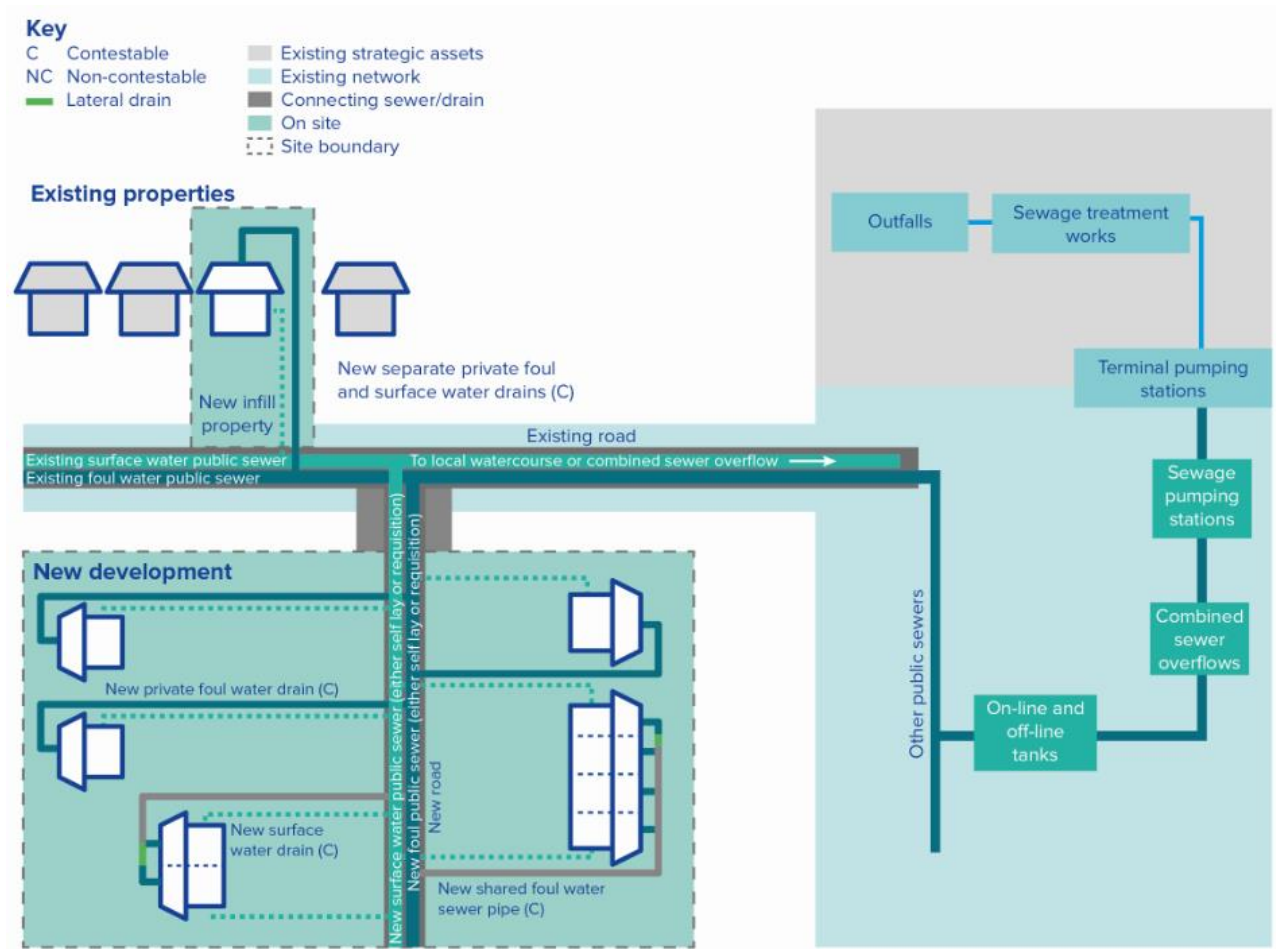 Key
C Contestable
NC Non-contestable
Lateral drain
Existing strategic assets
Existing network
Connecting sewer/drain
On site
Site boundary
Existing properties
Outfalls
Sewage treatment
works
New separate private foul
and surface water drains (C)
Terminal pumping
stations
New infill
property
Existing road
Existing surface water public sewer
To local watercourse or combined sewer overflow
Existing foul water public sewer
Sewage
pumping
stations
New development
New surface water public sewer (either self lay or requisition)
New foul public sewer (either self lay or requisition)
New road
New private foul water drain (C)
New surface
water drain (C)
New shared foul water
sewer pipe (C)
Other public sewers
Combined
sewer
overflows
On-line and
off-line
tanks